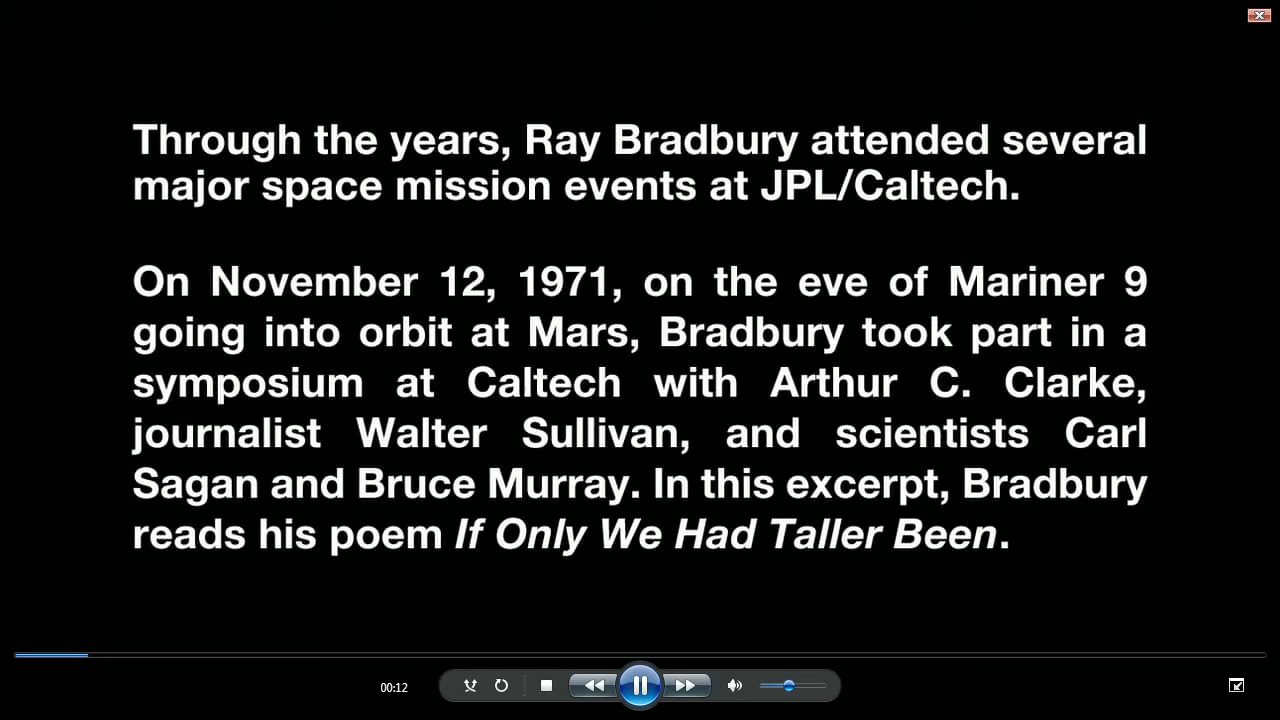 Through the years, Ray Bradbury attended several
major space mission events at JPL/Caltech.
On November 12, 1971, on the eve of Mariner 9
going into orbit at Mars, Bradbury took part in a
symposium at Caltech with Arthur C. Clarke,
journalist Walter Sullivan, and scientists Carl
Sagan and Bruce Murray. In this excerpt, Bradbury
reads his poem If Only We Had Taller Been.
00:12